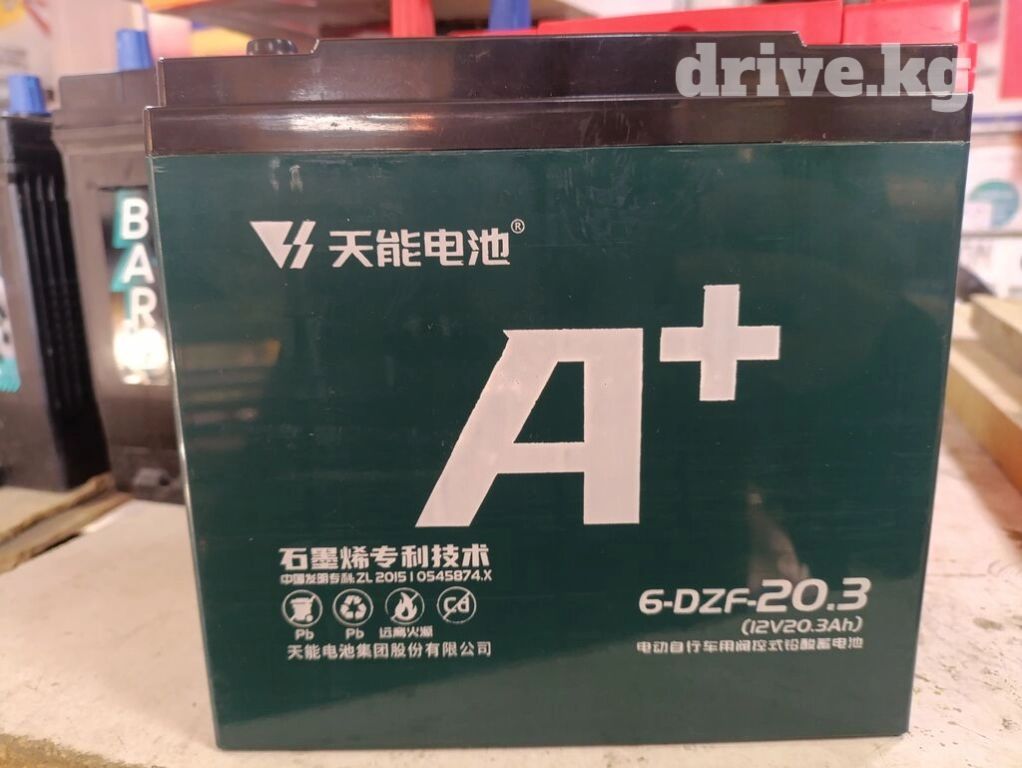 drive.kg
BAR
天能电池®
A+
石墨烯专利技术
中国发明专利:ZL 2015 1 0545874.X
Pb Pb 远离火源 Cd
天能电池集团股份有限公司
6-DZF-20.3
(12V20.3Ah)
电动自行车用阀控式铅酸蓄电池